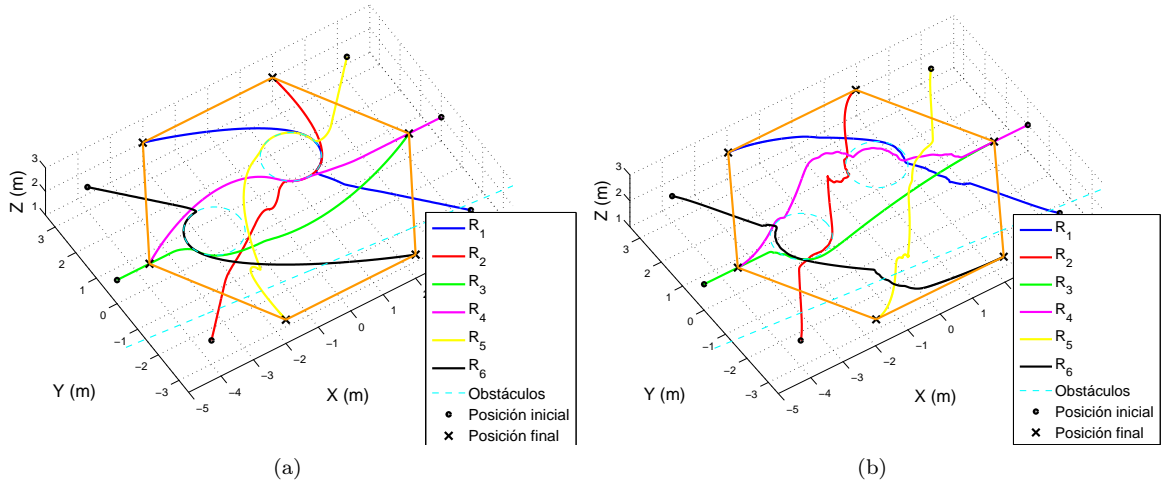 3
2
1
Z (m)
3
2
1
0
−1
−2
−3
Y (m)
−5
−4
−3
−2
−1
0
1
2
X (m)
R1
R2
R3
R4
R5
R6
Obstáculos
Posición inicial
Posición final
(a)
3
2
1
Z (m)
3
2
1
0
−1
−2
−3
Y (m)
−5
−4
−3
−2
−1
0
1
X (m)
R1
R2
R3
R4
R5
R6
Obstáculos
Posición inicial
Posición final
(b)